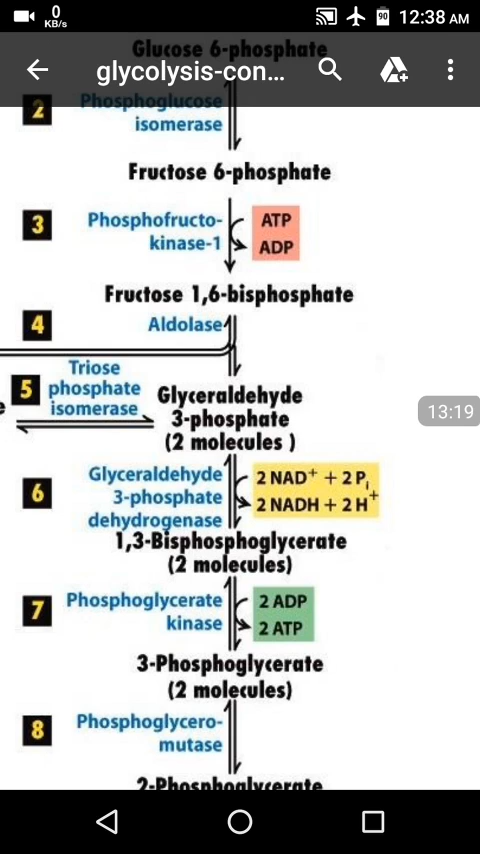 0
KB/s
90
12:38 AM
Glucose 6-phosphate
glycolysis-con...
2
Phosphoglucose
isomerase
Fructose 6-phosphate
3
Phosphofructo-
kinase-1
ATP
ADP
Fructose 1,6-bisphosphate
4
Aldolase
5
Triose
phosphate
isomerase
e
Glyceraldehyde
3-phosphate
(2 molecules )
13:19
6
Glyceraldehyde
3-phosphate
dehydrogenase
2 NAD⁺ + 2 Pᵢ
2 NADH + 2 H⁺
1,3-Bisphosphoglycerate
(2 molecules)
7
Phosphoglycerate
kinase
2 ADP
2 ATP
3-Phosphoglycerate
(2 molecules)
8
Phosphoglycero-
mutase
2-Phosphoglycerate